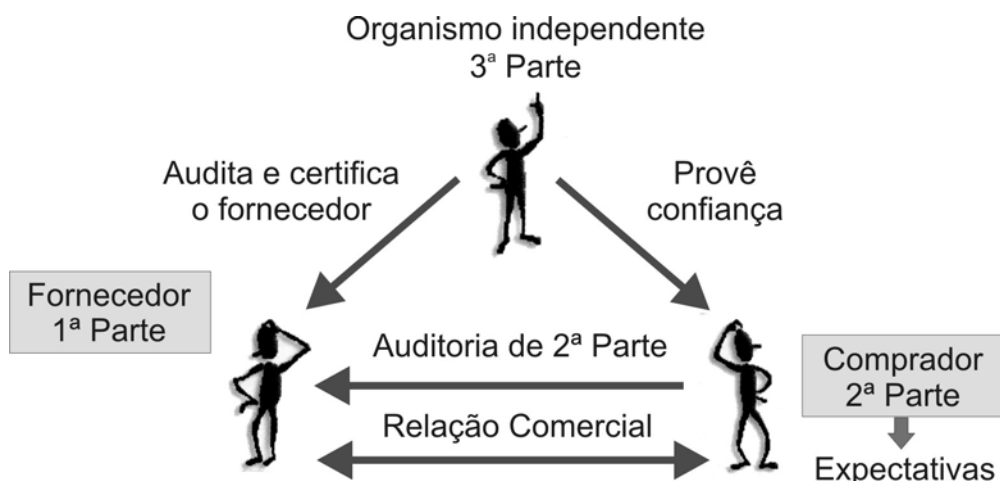 Organismo independente
3ª Parte
Audita e certifica
o fornecedor
Provê
confiança
Fornecedor
1ª Parte
Auditoria de 2ª Parte
Comprador
2ª Parte
Relação Comercial
Expectativas